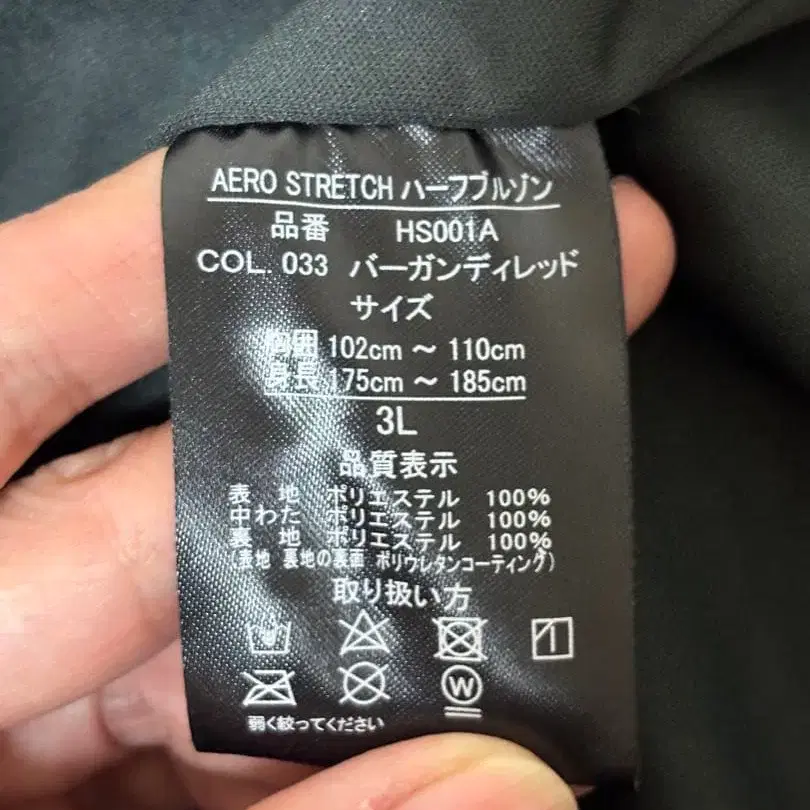 AERO STRETCH ハーフブルゾン
品番 HS001A
COL. 033 バーガンディレッド
サイズ
胸囲 102cm ～ 110cm
身長 175cm ～ 185cm
3L
品質表示
表 地 ポリエステル 100%
中わた ポリエステル 100%
裏 地 ポリエステル 100%
(表地 裏地の裏面 ポリウレタンコーティング)
取り扱い方
W
弱く絞ってください